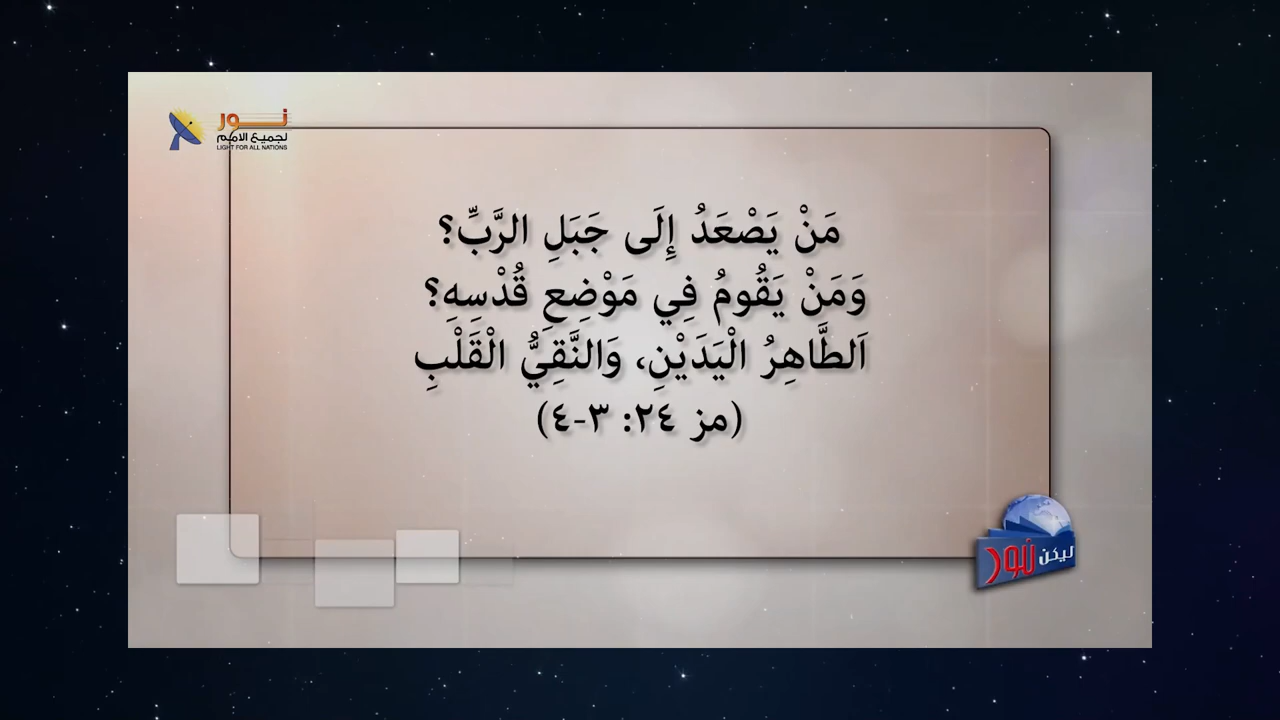 نور
لجميع الامم
LIGHT FOR ALL NATIONS
مَنْ يَصْعَدُ إِلَى جَبَلِ الرَّبِّ؟
وَمَنْ يَقُومُ فِي مَوْضِعِ قُدْسِهِ؟
اَلطَّاهِرُ الْيَدَيْنِ، وَالنَّقِيُّ الْقَلْبِ
(مز ٢٤: ٣-٤)
ليكن نور